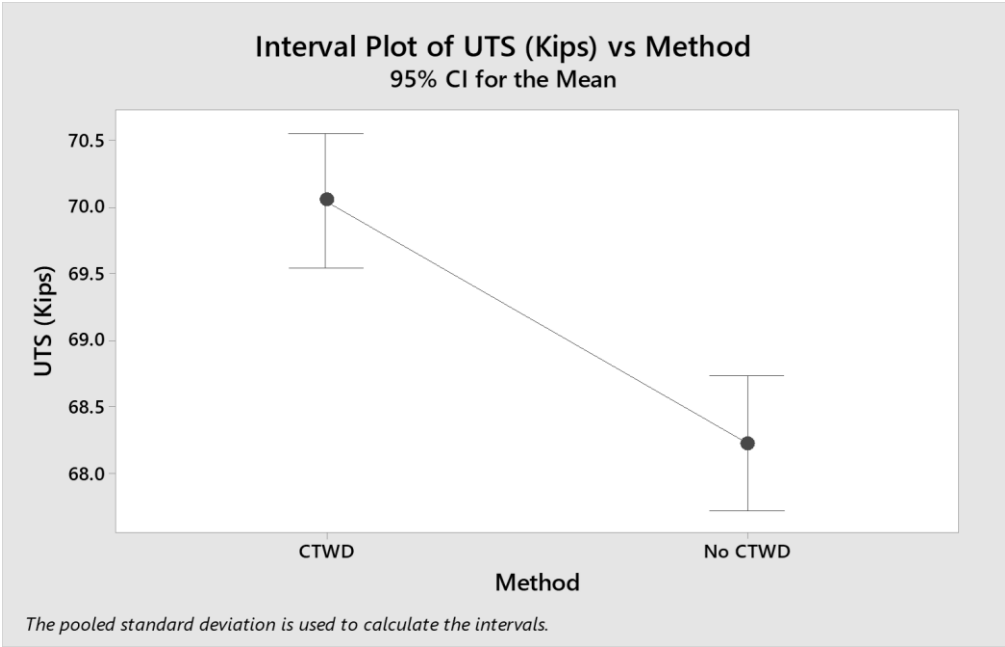 Interval Plot of UTS (Kips) vs Method
95% CI for the Mean
UTS (Kips)
70.5
70.0
69.5
69.0
68.5
68.0
CTWD
No CTWD
Method
The pooled standard deviation is used to calculate the intervals.